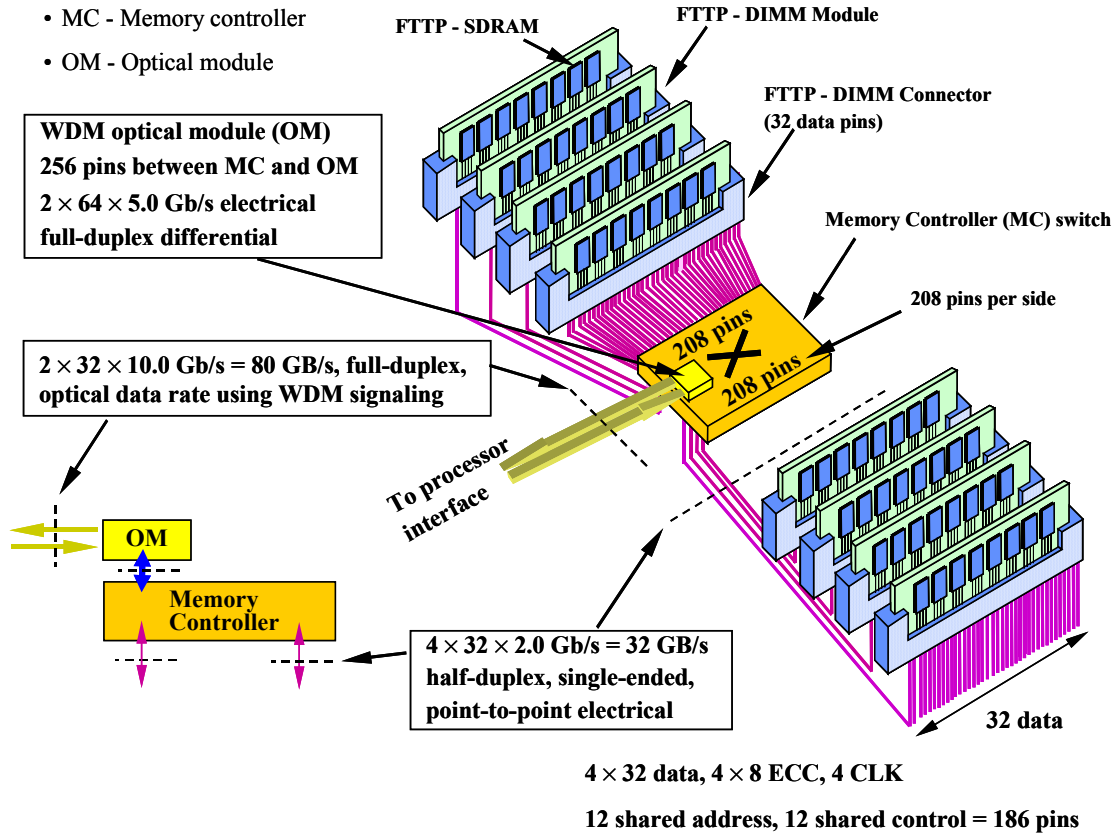 • MC - Memory controller
• OM - Optical module
FTTP - SDRAM
FTTP - DIMM Module
FTTP - DIMM Connector
(32 data pins)
WDM optical module (OM)
256 pins between MC and OM
2 × 64 × 5.0 Gb/s electrical
full-duplex differential
Memory Controller (MC) switch
208 pins per side
208 pins
208 pins
2 × 32 × 10.0 Gb/s = 80 GB/s, full-duplex,
optical data rate using WDM signaling
To processor
interface
OM
Memory
Controller
4 × 32 × 2.0 Gb/s = 32 GB/s
half-duplex, single-ended,
point-to-point electrical
32 data
4 × 32 data, 4 × 8 ECC, 4 CLK
12 shared address, 12 shared control = 186 pins